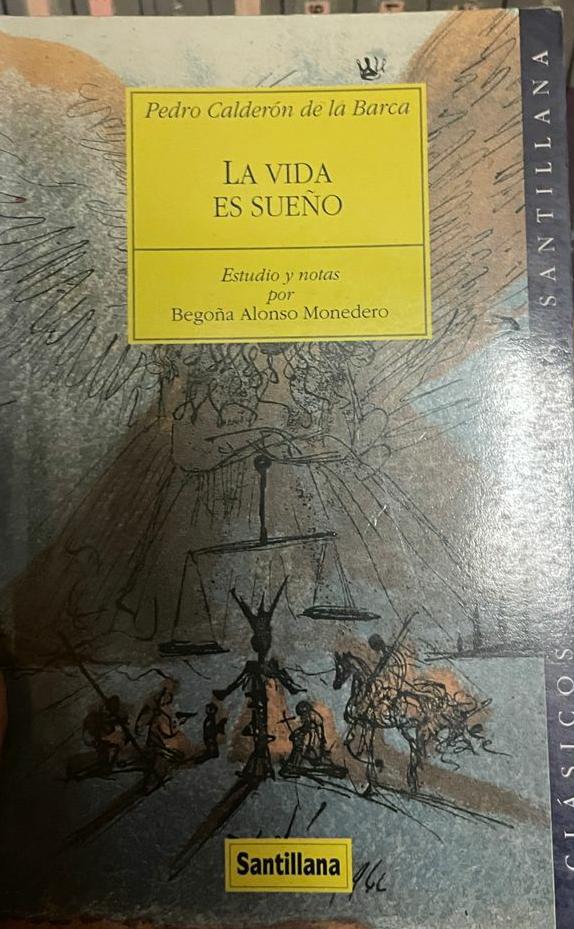 Pedro Calderón de la Barca
LA VIDA
ES SUEÑO
Estudio y notas
por
Begoña Alonso Monedero
Santillana
CLÁSICOS SANTILLANA